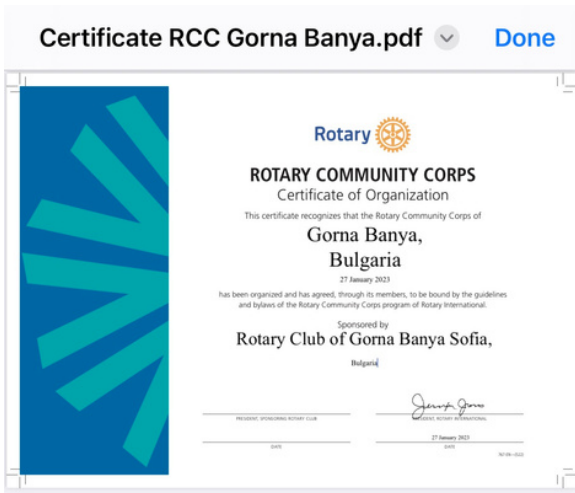 Certificate RCC Gorna Banya.pdf Done
Rotary
ROTARY COMMUNITY CORPS
Certificate of Organization
This certificate recognizes that the Rotary Community Corps of
Gorna Banya,
Bulgaria
27 January 2023
has been organized and has agreed, through its members, to be bound by the guidelines
and bylaws of the Rotary Community Corps program of Rotary International.
Sponsored by
Rotary Club of Gorna Banya Sofia,
Bulgaria
PRESIDENT, SPONSORING ROTARY CLUB PRESIDENT, ROTARY INTERNATIONAL
27 January 2023
DATE DATE